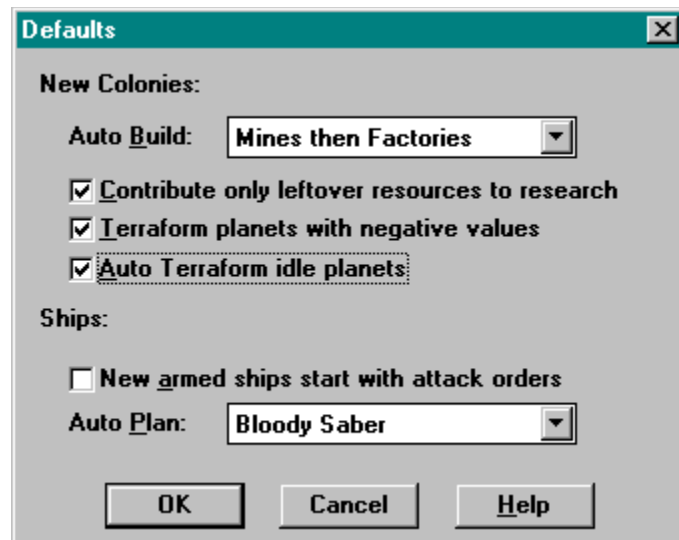 Defaults
New Colonies:
Auto Build: Mines then Factories
Contribute only leftover resources to research
Terraform planets with negative values
Auto Terraform idle planets
Ships:
New armed ships start with attack orders
Auto Plan: Bloody Saber
OK Cancel Help